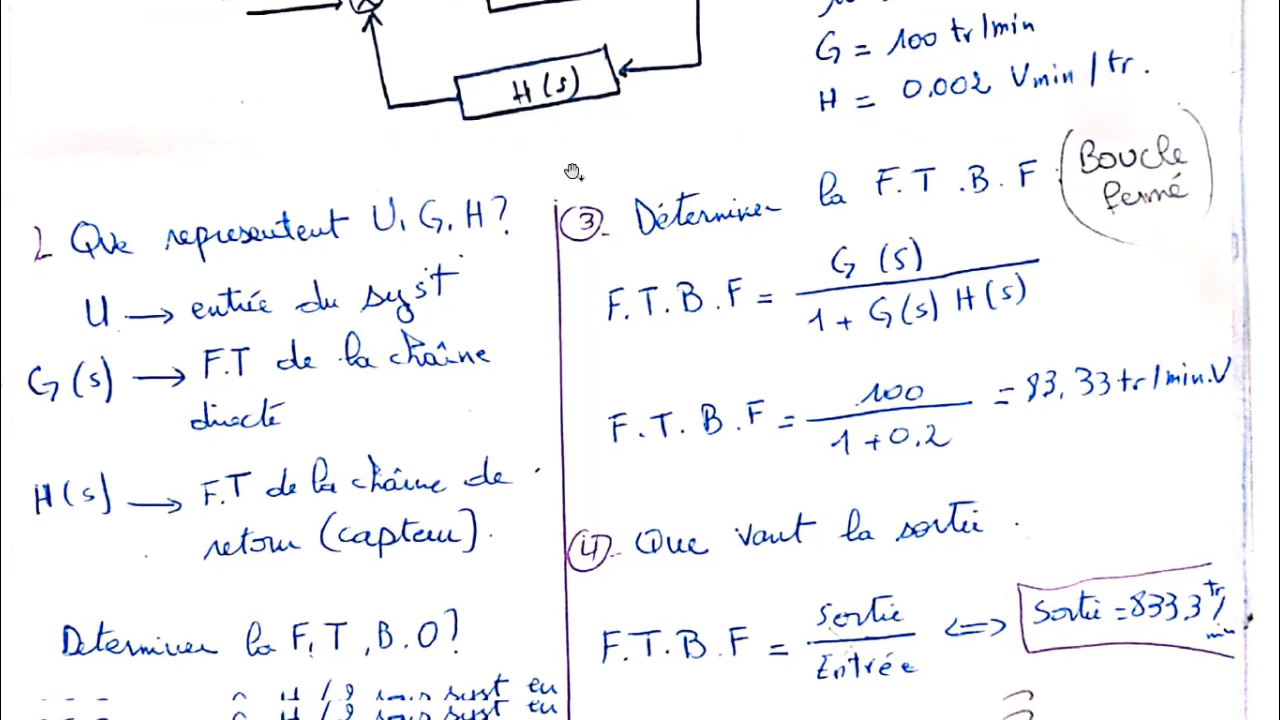 H(s)
G = 100 tr/min
H = 0.002 Vmin/tr.
2 Que representent U, G, H?
U → entrée du syst
G(s) → F.T de la chaîne
directe
H(s) → F.T de la chaîne de
retour (capteur).
Determiner la F.T.B.O?
③ Déterminer la F.T.B.F (Boucle
fermé)
F.T.B.F = G(s) / 1 + G(s) H(s)
F.T.B.F = 100 / 1 + 0.2 = 83,33 tr/min.V
④ Que vaut la sortie.
F.T.B.F = Sortie / Entrée <=> Sortie = 833.3 tr/min